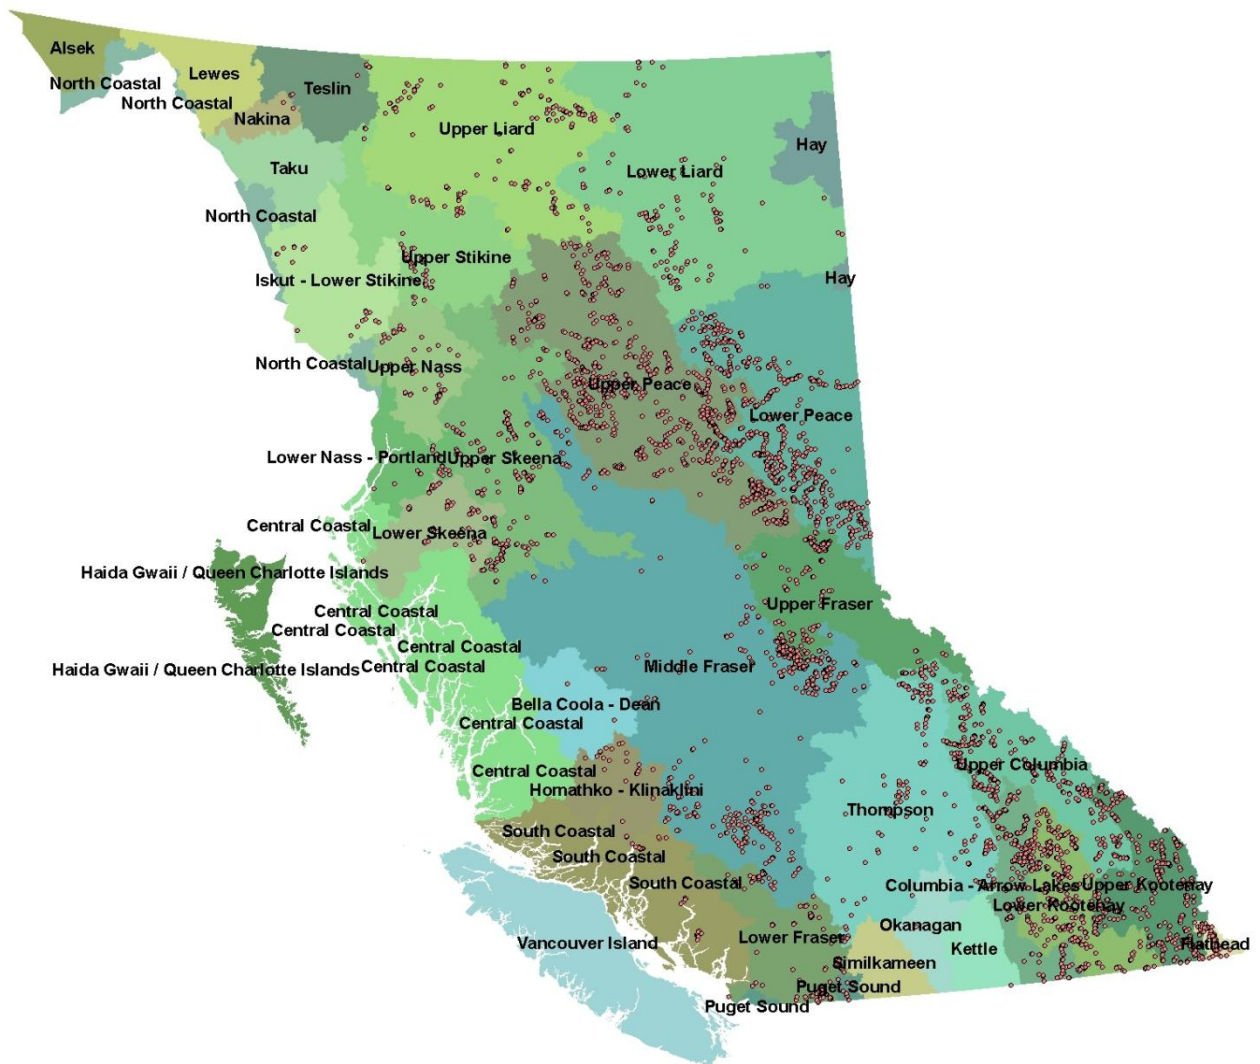 Alsek
North Coastal
Lewes
North Coastal
Teslin
Nakina
Upper Liard
Hay
Taku
Lower Liard
North Coastal
Upper Stikine
Iskut - Lower Stikine
Hay
North Coastal
Upper Nass
Upper Peace
Lower Peace
Lower Nass - Portland
Upper Skeena
Central Coastal
Lower Skeena
Haida Gwaii / Queen Charlotte Islands
Central Coastal
Upper Fraser
Central Coastal
Central Coastal
Haida Gwaii / Queen Charlotte Islands
Central Coastal
Middle Fraser
Bella Coola - Dean
Central Coastal
Central Coastal
Upper Columbia
Homathko - Klinaklini
Thompson
South Coastal
South Coastal
South Coastal
Columbia - Arrow Lakes
Upper Kootenay
Lower Kootenay
Okanagan
Vancouver Island
Lower Fraser
Kettle
Flathead
Similkameen
Puget Sound
Puget Sound